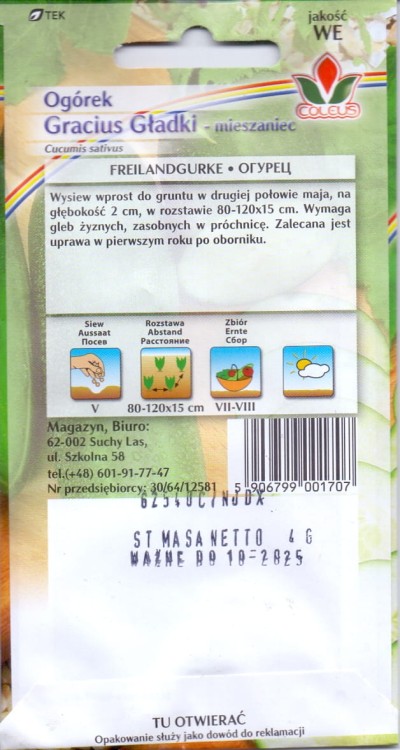 TEK
jakość
WE
COLEUS
Ogórek
Gracius Gładki - mieszaniec
Cucumis sativus
FREILANDGURKE • ОГУРЕЦ
Wysiew wprost do gruntu w drugiej połowie maja, na
głębokość 2 cm, w rozstawie 80-120x15 cm. Wymaga
gleb żyznych, zasobnych w próchnicę. Zalecana jest
uprawa w pierwszym roku po oborniku.
Siew
Aussaat
Посев
Rozstawa
Abstand
Расстояние
Zbiór
Ernte
Сбор
V
80-120x15 cm
VII-VIII
Magazyn, Biuro:
62-002 Suchy Las,
ul. Szkolna 58
tel.(+48) 601-91-77-47
Nr przedsiębiorcy: 30/64/12581
5 906799 001707
ST MASA NETTO 4 G
WAŻNE DO 10-2025
TU OTWIERAĆ
Opakowanie służy jako dowód do reklamacji